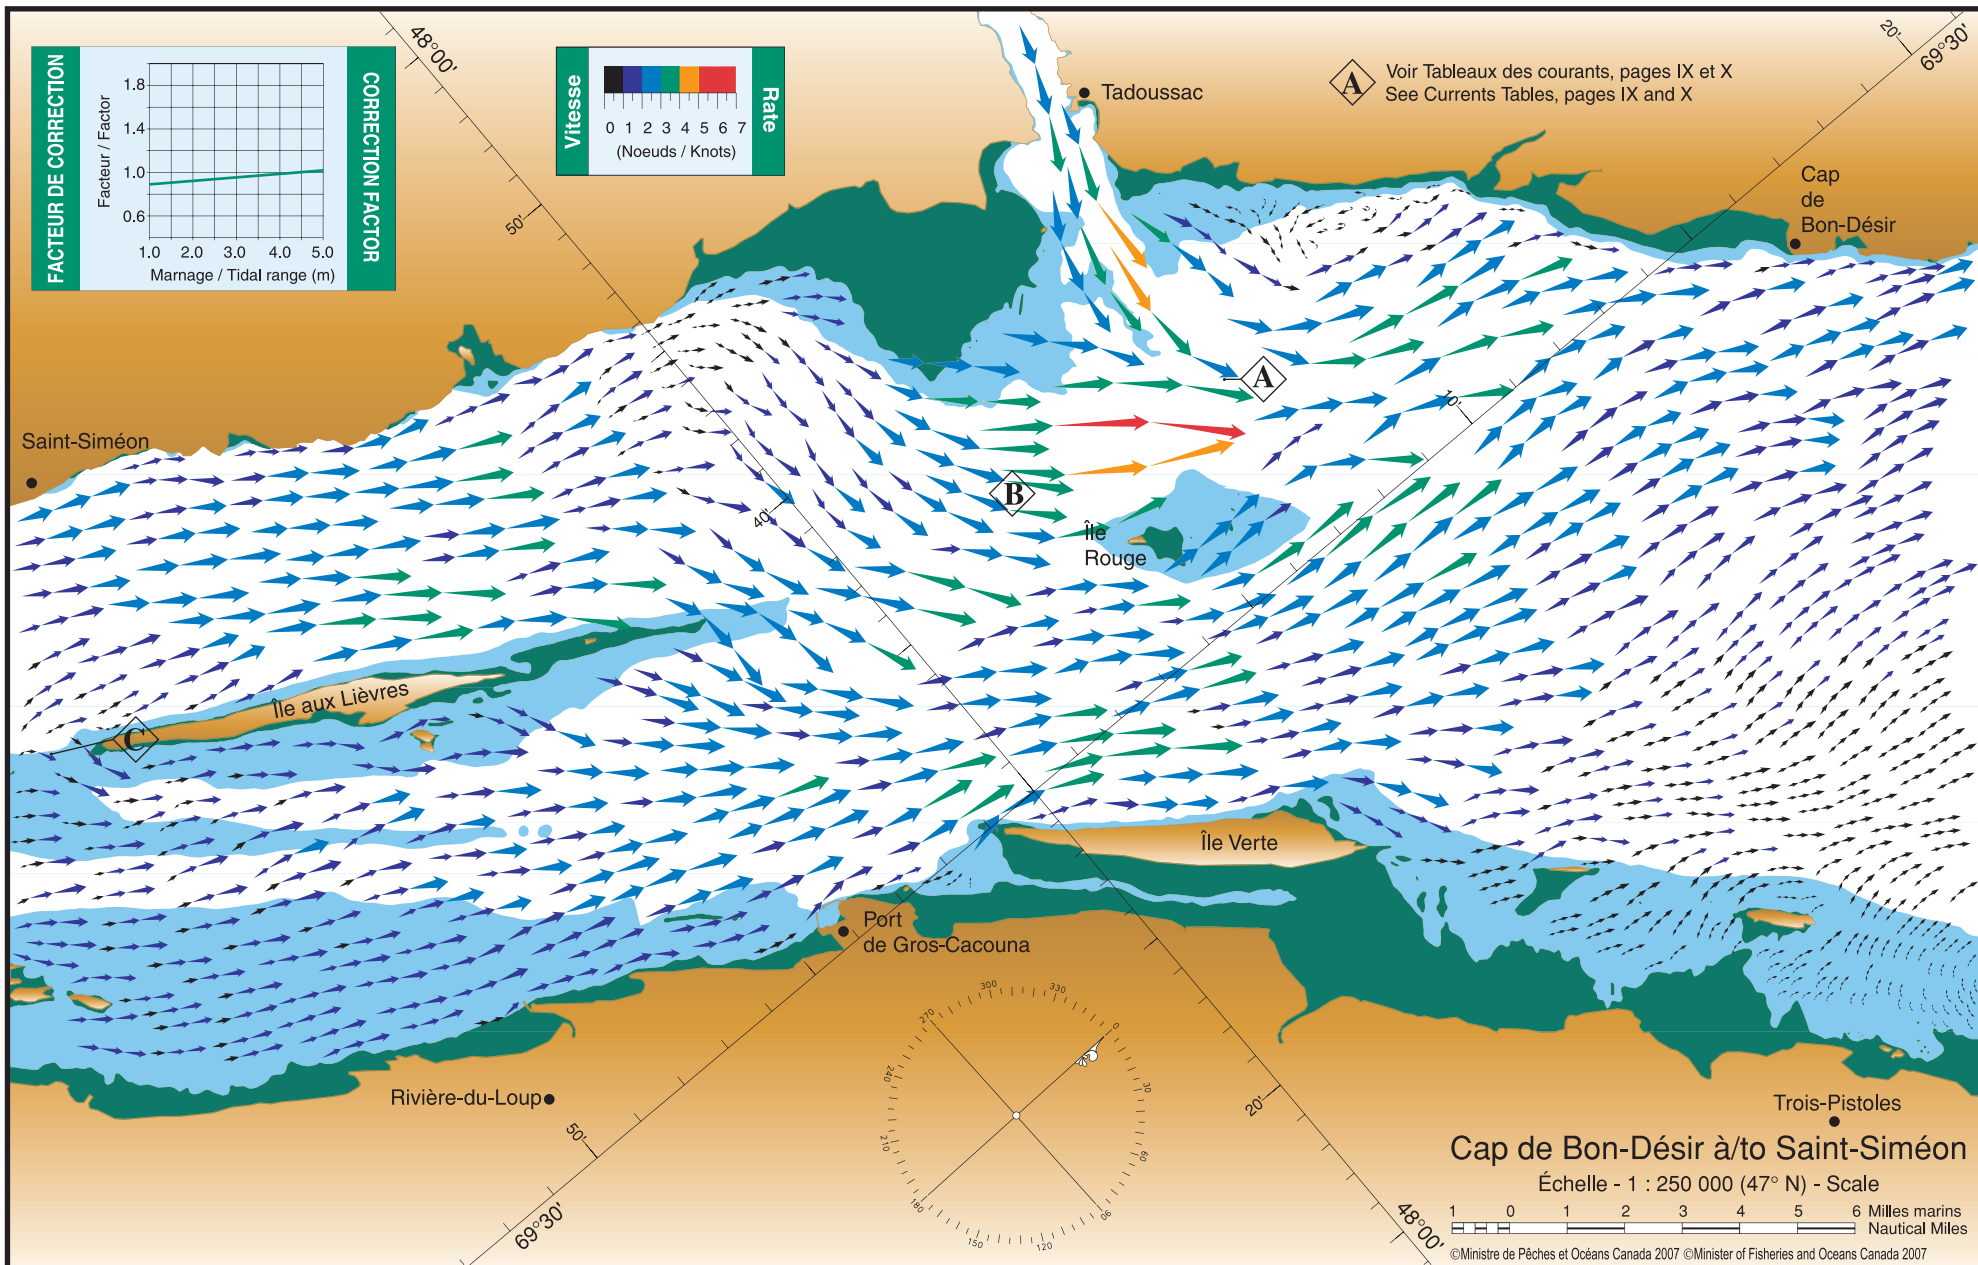 FACTEUR DE CORRECTION
CORRECTION FACTOR
Facteur / Factor
1.8
1.4
1.0
0.6
1.0 2.0 3.0 4.0 5.0
Marnage / Tidal range (m)
48°00'
50'
Vitesse
Rate
0 1 2 3 4 5 6 7
(Noeuds / Knots)
Tadoussac
A
Voir Tableaux des courants, pages IX et X
See Currents Tables, pages IX and X
20'
69°30'
Cap
de
Bon-Désir
A
10'
Saint-Siméon
B
40'
Île
Rouge
Île aux Lièvres
C
Île Verte
Port
de Gros-Cacouna
Rivière-du-Loup
50'
69°30'
0
30
60
90
120
150
180
210
240
270
300
330
20'
48°00'
Trois-Pistoles
Cap de Bon-Désir à/to Saint-Siméon
Échelle - 1 : 250 000 (47° N) - Scale
1 0 1 2 3 4 5 6 Milles marins
Nautical Miles
©Ministre de Pêches et Océans Canada 2007 ©Minister of Fisheries and Oceans Canada 2007